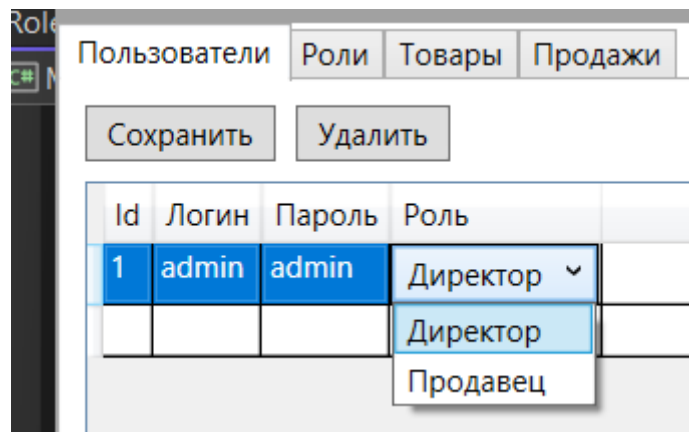 Role
C#
Пользователи Роли Товары Продажи
Сохранить Удалить
Id Логин Пароль Роль
1 admin admin Директор
Директор
Продавец